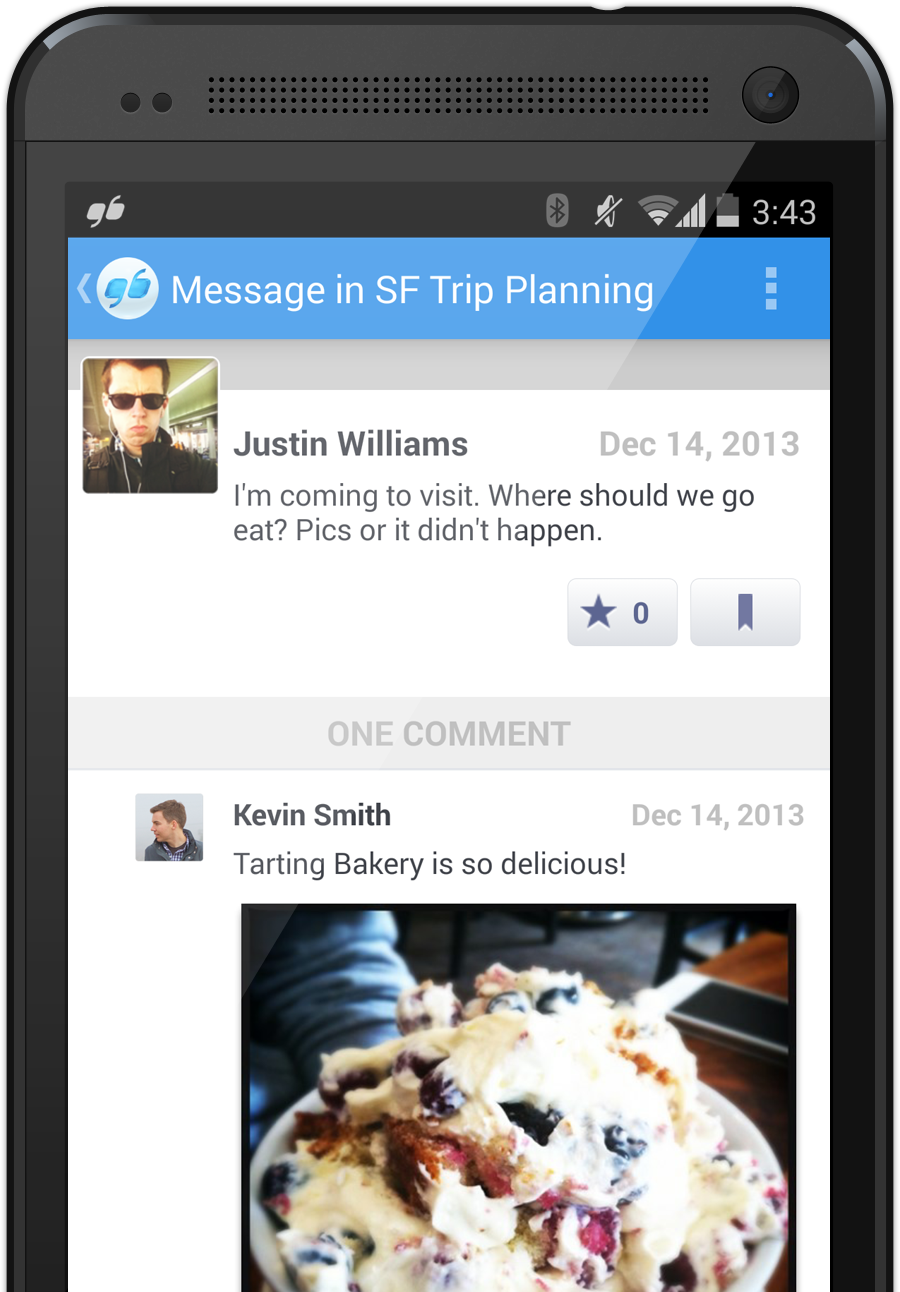 3:43
Message in SF Trip Planning
Justin Williams
Dec 14, 2013
I'm coming to visit. Where should we go
eat? Pics or it didn't happen.
0
ONE COMMENT
Kevin Smith
Dec 14, 2013
Tarting Bakery is so delicious!